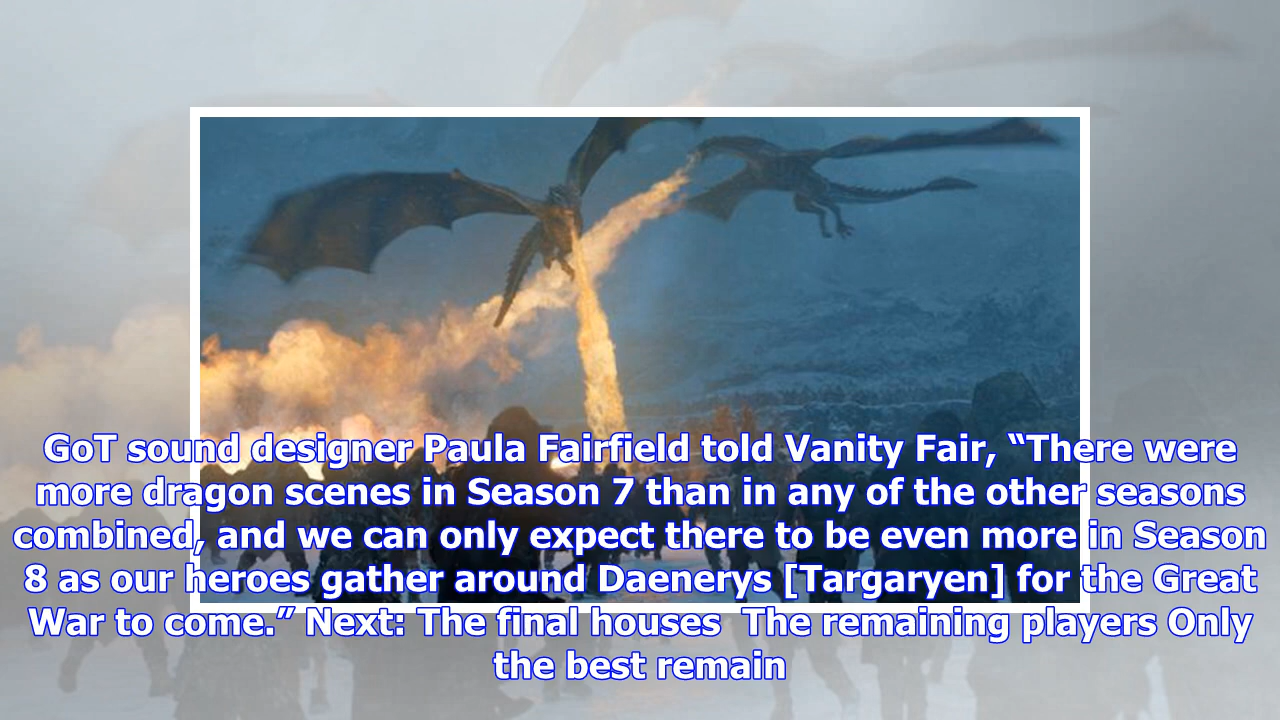 GoT sound designer Paula Fairfield told Vanity Fair, “There were
more dragon scenes in Season 7 than in any of the other seasons
combined, and we can only expect there to be even more in Season
8 as our heroes gather around Daenerys [Targaryen] for the Great
War to come.” Next: The final houses  The remaining players Only
the best remain